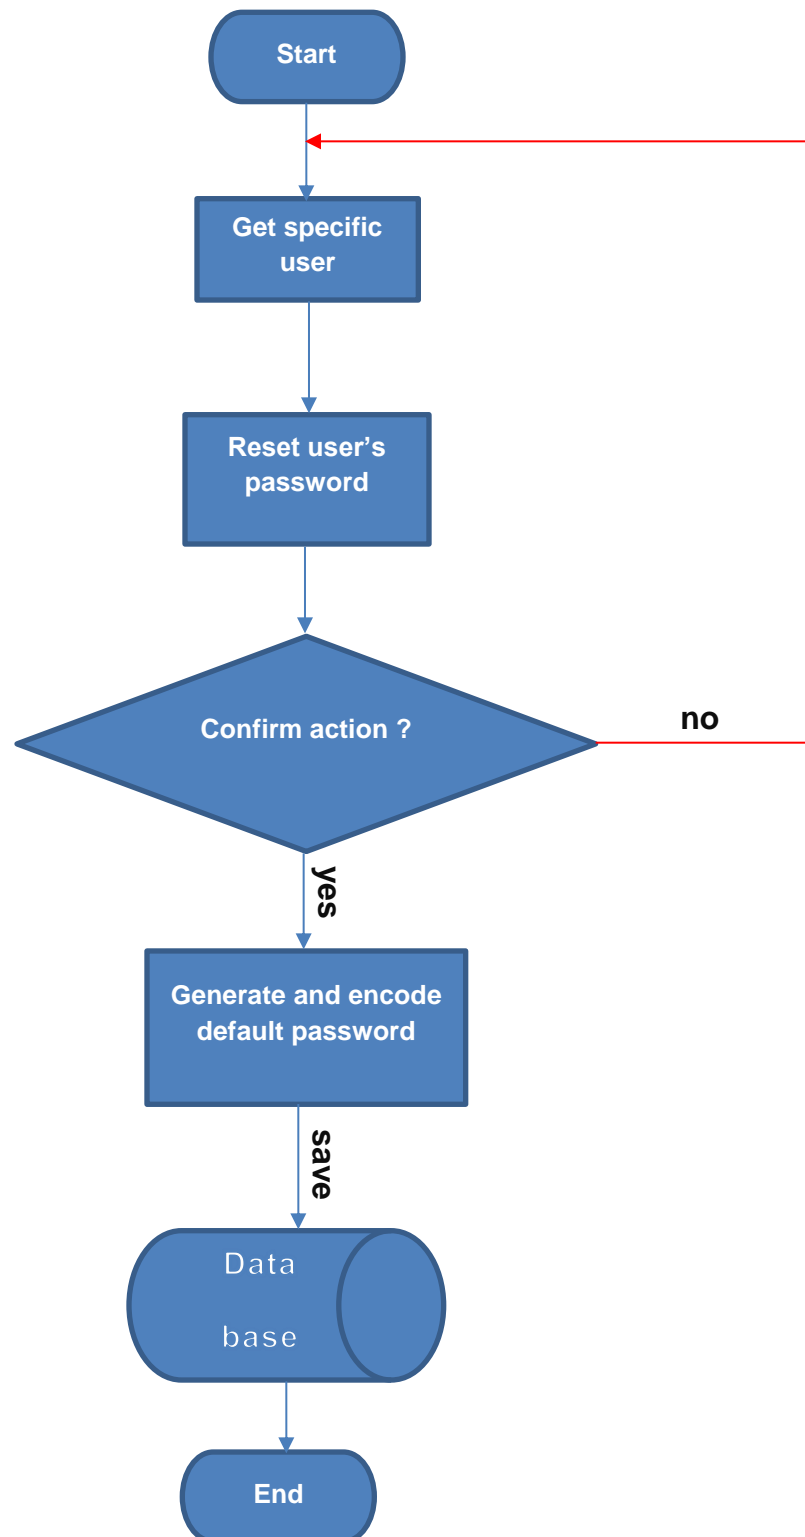 Start
Get specific
user
Reset user’s
password
Confirm action ?
no
yes
Generate and encode
default password
save
Data
base
End